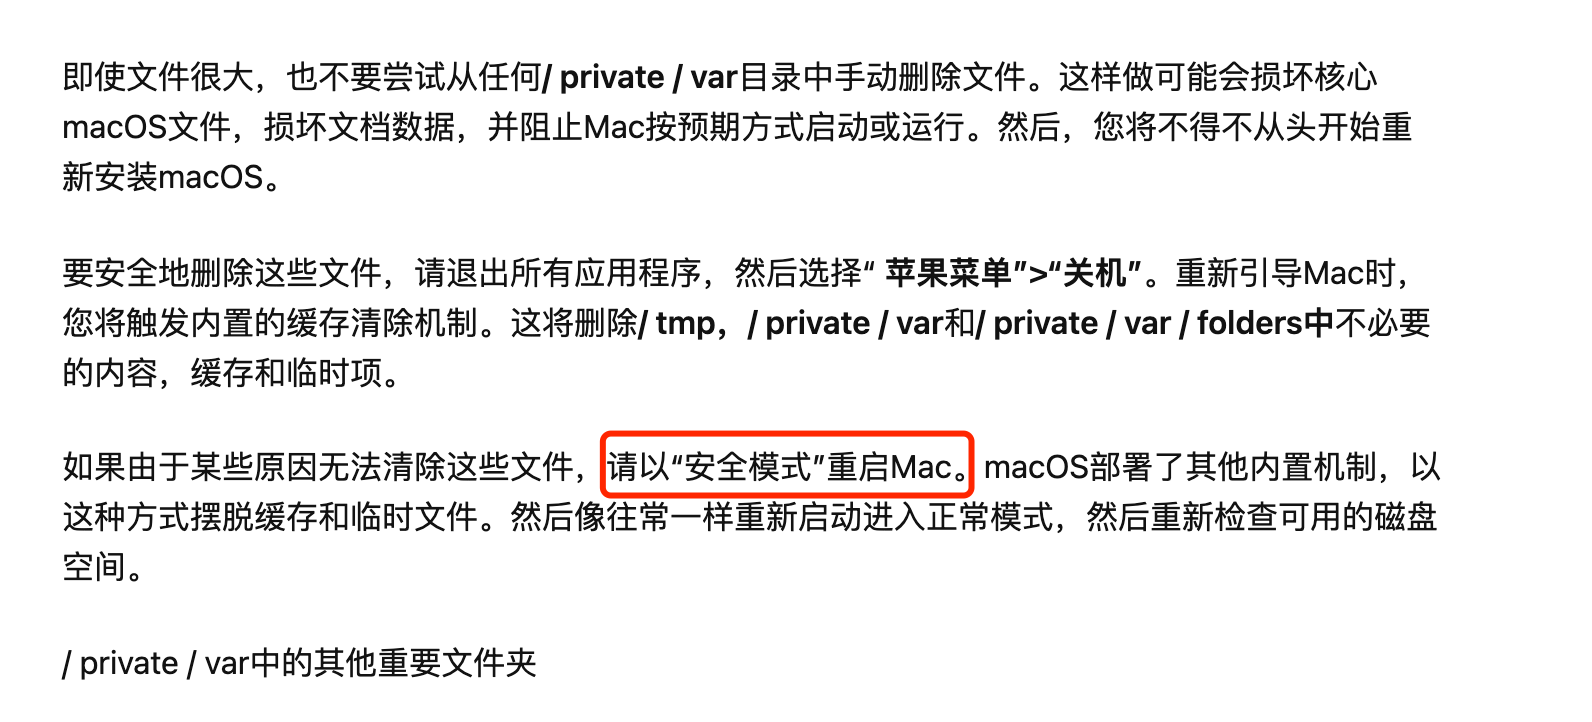 即使文件很大，也不要尝试从任何/ private / var目录中手动删除文件。这样做可能会损坏核心
macOS文件，损坏文档数据，并阻止Mac按预期方式启动或运行。然后，您将不得不从头开始重
新安装macOS。
要安全地删除这些文件，请退出所有应用程序，然后选择“ 苹果菜单”>“关机”。重新引导Mac时，
您将触发内置的缓存清除机制。这将删除/ tmp，/ private / var和/ private / var / folders中不必要
的内容，缓存和临时项。
如果由于某些原因无法清除这些文件，请以“安全模式”重启Mac。macOS部署了其他内置机制，以
这种方式摆脱缓存和临时文件。然后像往常一样重新启动进入正常模式，然后重新检查可用的磁盘
空间。
/ private / var中的其他重要文件夹